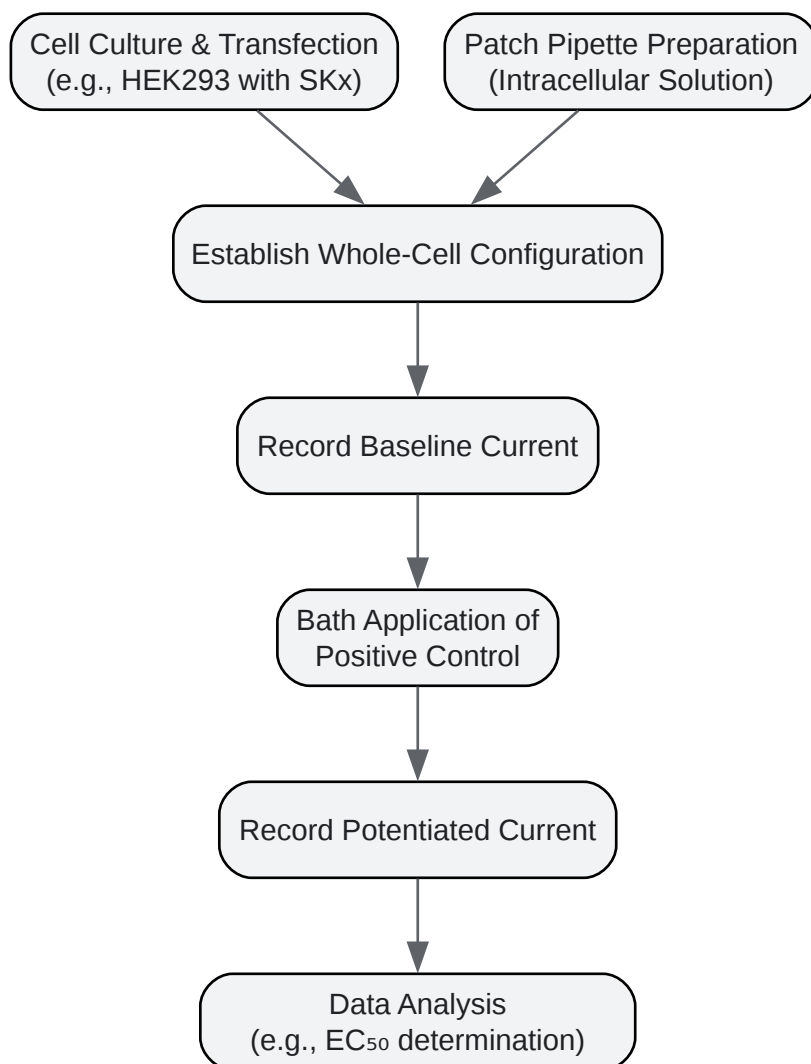 Cell Culture & Transfection
(e.g., HEK293 with SKx)
Patch Pipette Preparation
(Intracellular Solution)
Establish Whole-Cell Configuration
Record Baseline Current
Bath Application of
Positive Control
Record Potentiated Current
Data Analysis
(e.g., EC₅₀ determination)